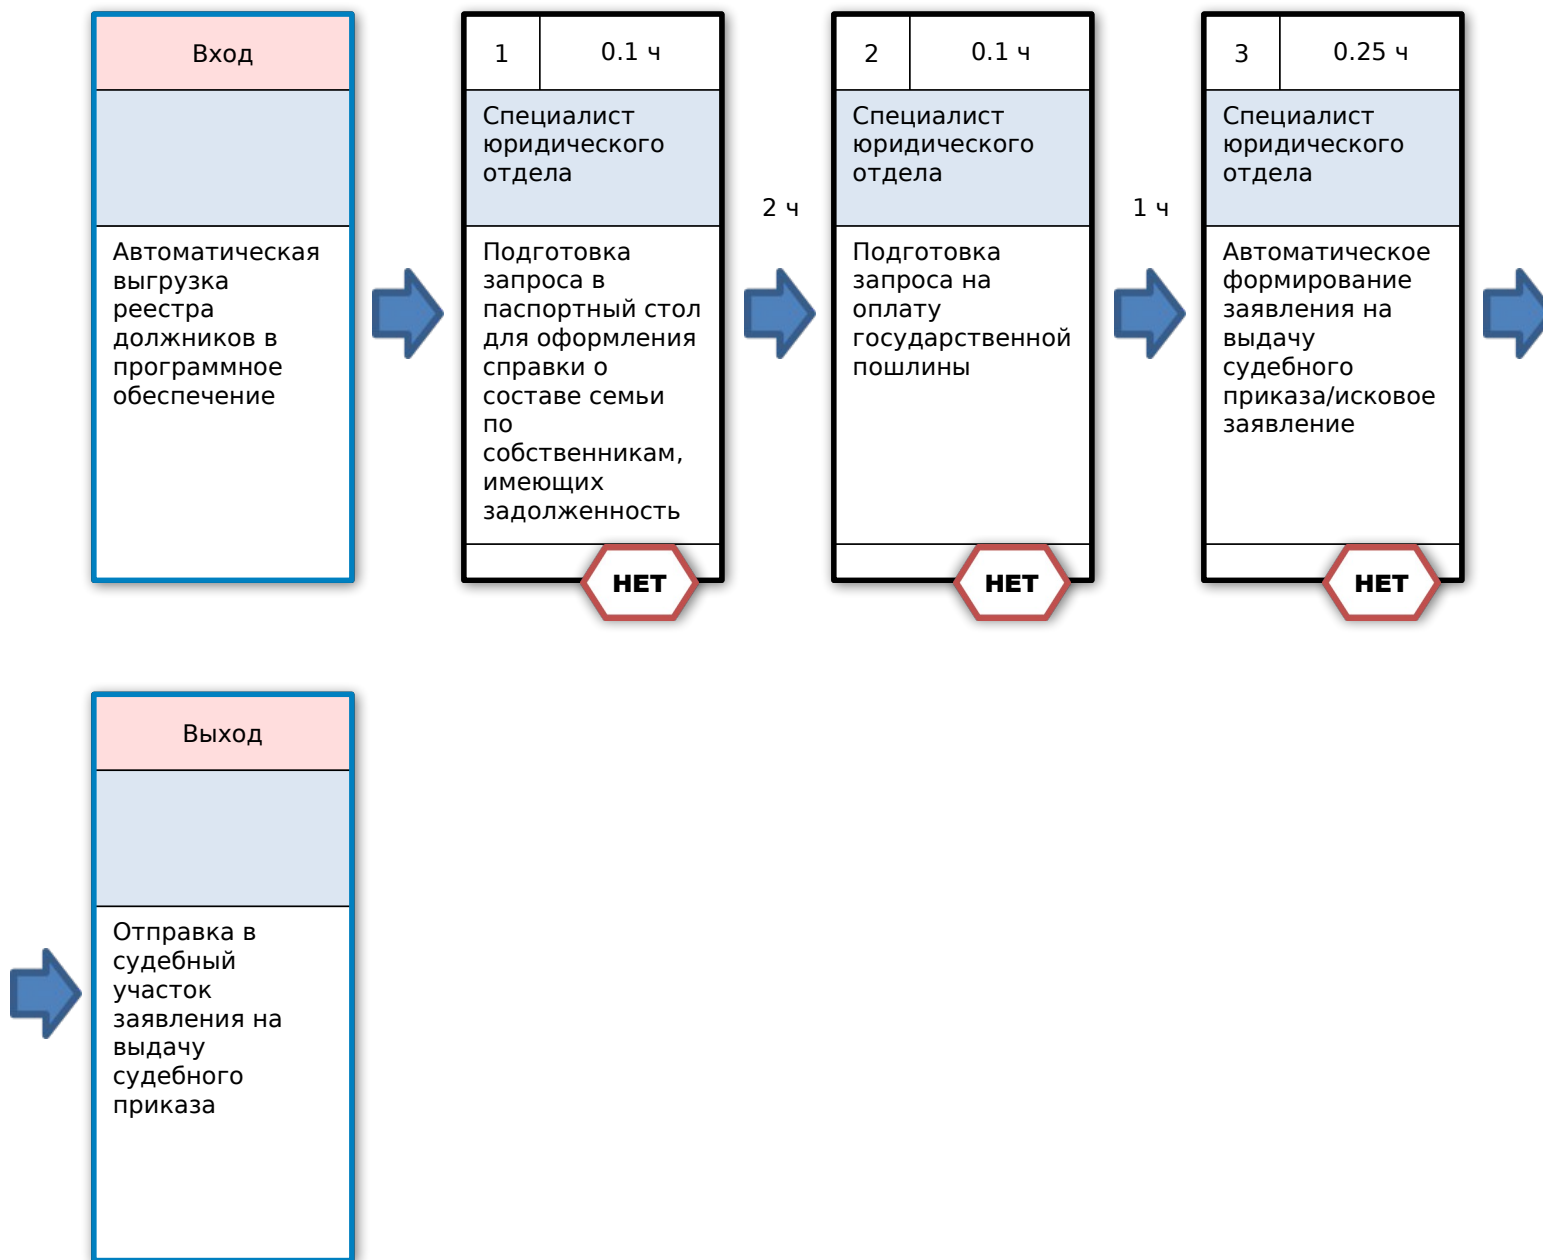 Вход
Автоматическая
выгрузка
реестра
должников в
программное
обеспечение
1
0.1 ч
Специалист
юридического
отдела
Подготовка
запроса в
паспортный стол
для оформления
справки о
составе семьи
по
собственникам,
имеющих
задолженность
НЕТ
2 ч
2
0.1 ч
Специалист
юридического
отдела
Подготовка
запроса на
оплату
государственной
пошлины
НЕТ
1 ч
3
0.25 ч
Специалист
юридического
отдела
Автоматическое
формирование
заявления на
выдачу
судебного
приказа/исковое
заявление
НЕТ
Выход
Отправка в
судебный
участок
заявления на
выдачу
судебного
приказа